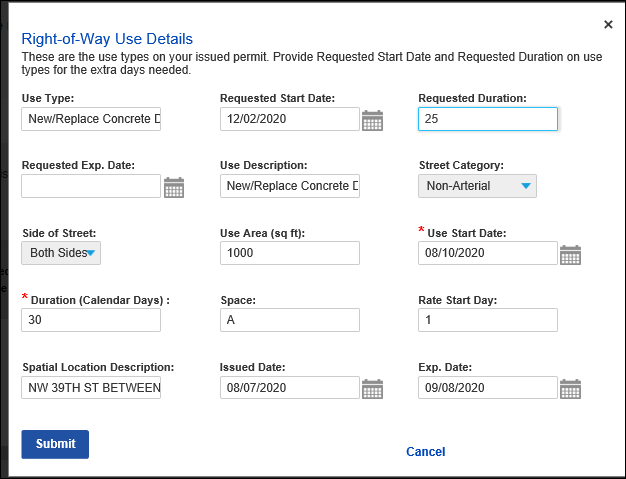 ×
Right-of-Way Use Details
These are the use types on your issued permit. Provide Requested Start Date and Requested Duration on use
types for the extra days needed.
Use Type: Requested Start Date: Requested Duration:
New/Replace Concrete D 12/02/2020 25
Requested Exp. Date: Use Description: Street Category:
New/Replace Concrete D Non-Arterial
Side of Street: Use Area (sq ft): * Use Start Date:
Both Sides 1000 08/10/2020
* Duration (Calendar Days) : Space: Rate Start Day:
30 A 1
Spatial Location Description: Issued Date: Exp. Date:
NW 39TH ST BETWEEN 08/07/2020 09/08/2020
Submit Cancel